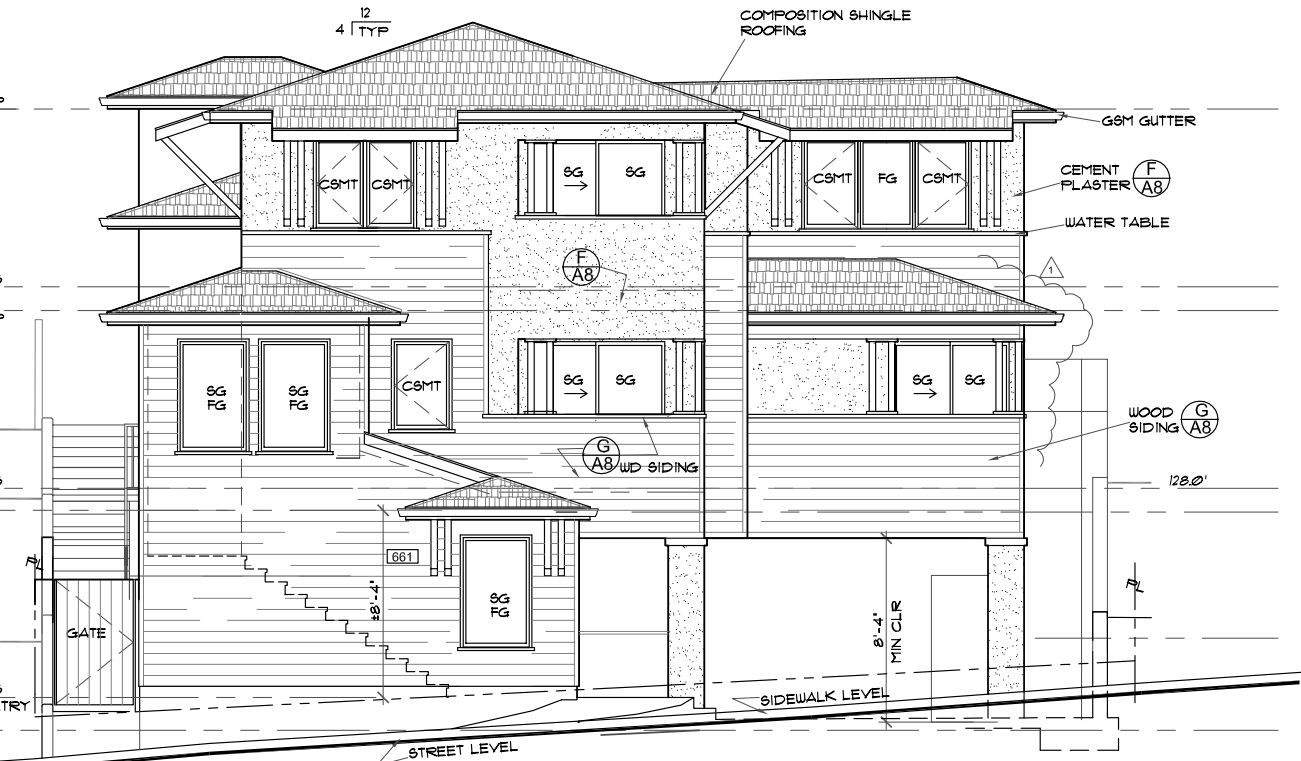 12
4 TYP
COMPOSITION SHINGLE
ROOFING
GSM GUTTER
CEMENT
PLASTER
F
A8
WATER TABLE
CSMT
CSMT
SG
SG
CSMT
FG
CSMT
F
A8
1
SG
FG
SG
FG
CSMT
SG
SG
SG
SG
WOOD
SIDING
G
A8
G
A8
WD SIDING
128.0'
661
±8'-4"
SG
FG
8'-4"
MIN CLR
PL
PL
GATE
TRY
SIDEWALK LEVEL
STREET LEVEL